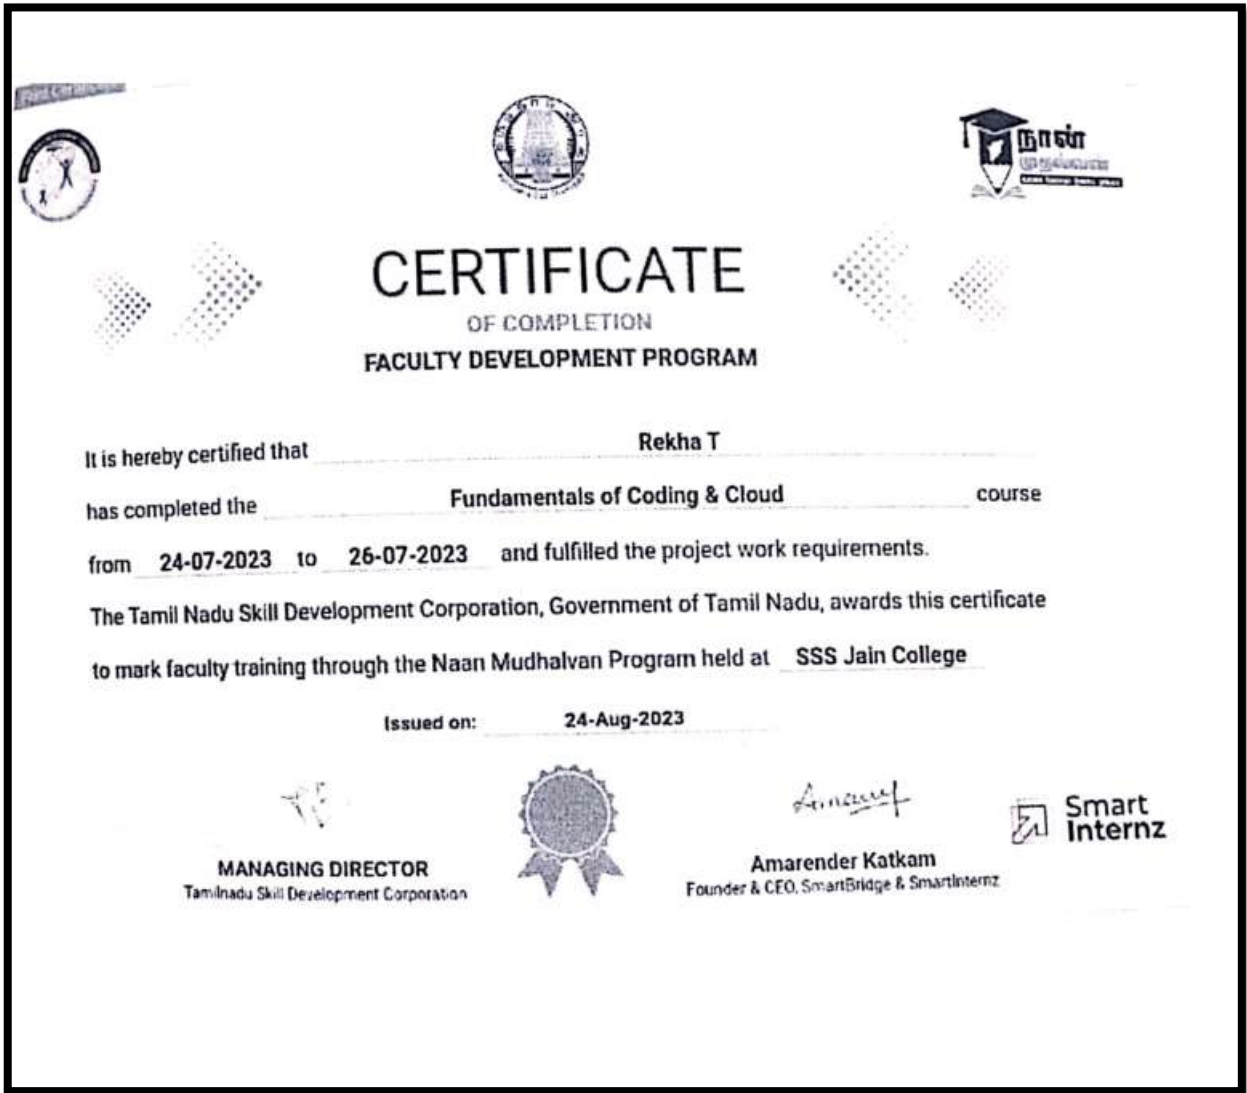 நான்
முதல்வன்
CERTIFICATE
OF COMPLETION
FACULTY DEVELOPMENT PROGRAM
It is hereby certified that Rekha T
has completed the Fundamentals of Coding & Cloud course
from 24-07-2023 to 26-07-2023 and fulfilled the project work requirements.
The Tamil Nadu Skill Development Corporation, Government of Tamil Nadu, awards this certificate
to mark faculty training through the Naan Mudhalvan Program held at SSS Jain College
Issued on: 24-Aug-2023
MANAGING DIRECTOR
Tamilnadu Skill Development Corporation
Amarender Katkam
Founder & CEO, SmartBridge & SmartInternz
Smart
Internz